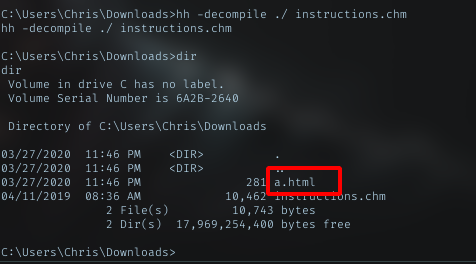 C:\Users\Chris\Downloads>hh -decompile ./ instructions.chm
hh -decompile ./ instructions.chm
C:\Users\Chris\Downloads>dir
dir
Volume in drive C has no label.
Volume Serial Number is 6A2B-2640
Directory of C:\Users\Chris\Downloads
03/27/2020 11:46 PM <DIR> .
03/27/2020 11:46 PM <DIR> ..
03/27/2020 11:46 PM 281 a.html
04/11/2019 08:36 AM 10,462 instructions.chm
2 File(s) 10,743 bytes
2 Dir(s) 17,969,254,400 bytes free
C:\Users\Chris\Downloads>